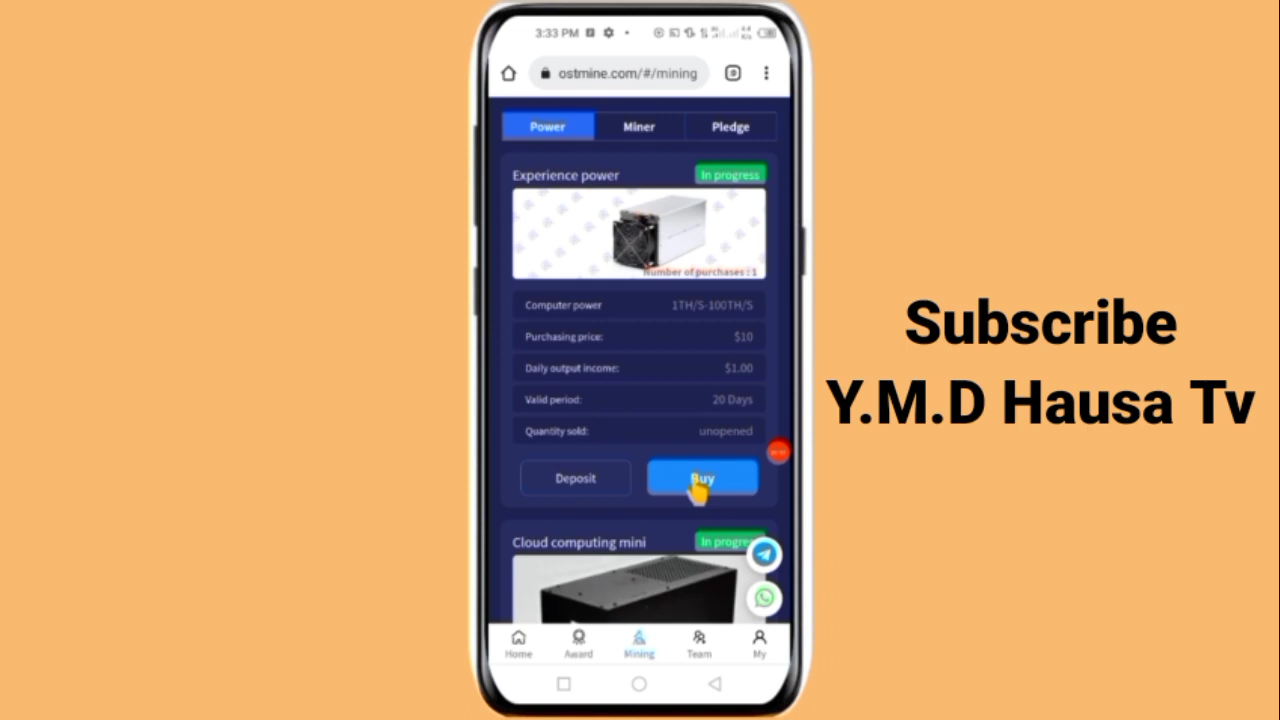 3:33 PM
ostmine.com/#/mining
Power Miner Pledge
Experience power In progress
Number of purchases : 1
Computer power 1TH/S-100TH/S
Purchasing price: $10
Daily output income: $1.00
Valid period: 20 Days
Quantity sold: unopened
Deposit Buy
Cloud computing mini In progress
Home Award Mining Team My
Subscribe
Y.M.D Hausa Tv